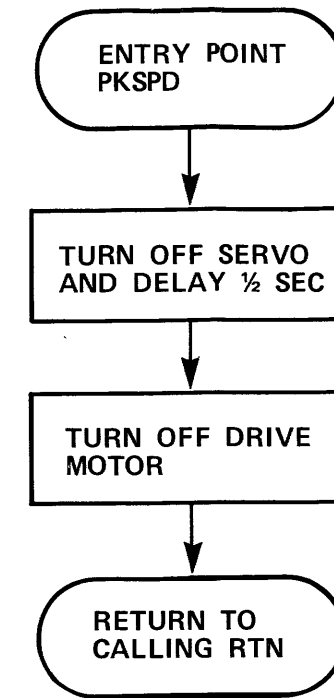 ENTRY POINT
PKSPD
TURN OFF SERVO
AND DELAY ½ SEC
TURN OFF DRIVE
MOTOR
RETURN TO
CALLING RTN